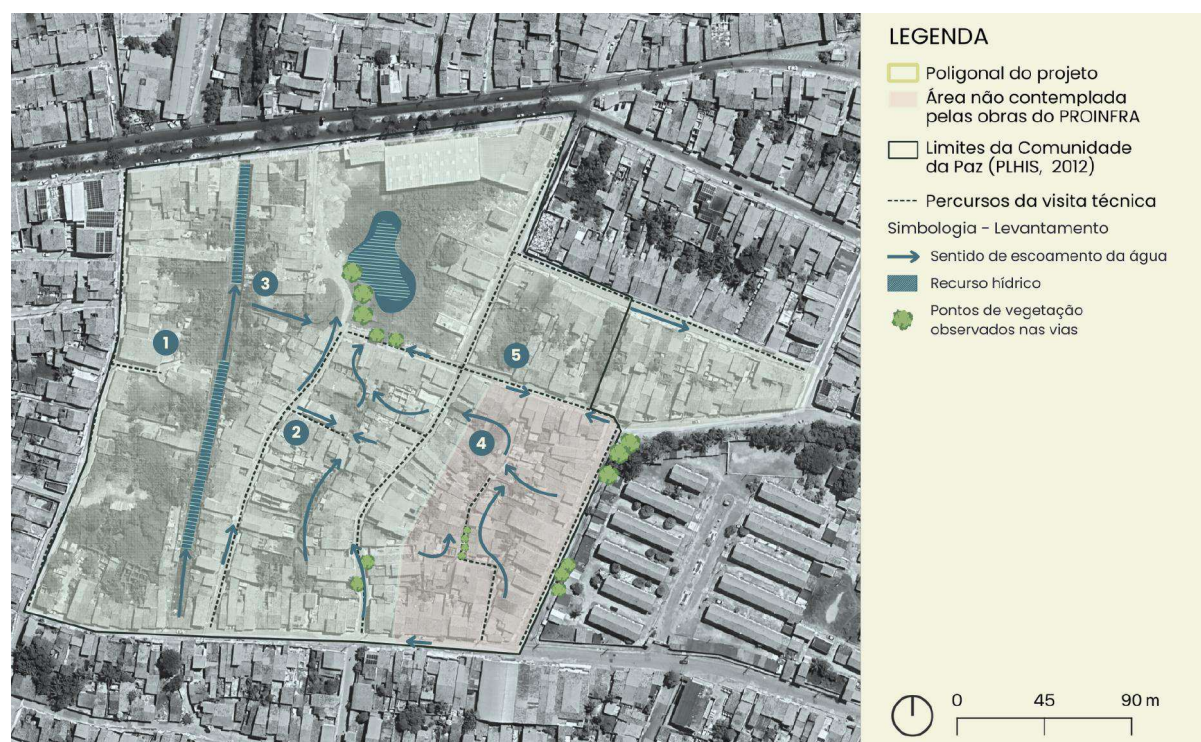 LEGENDA
Poligonal do projeto
Área não contemplada
pelas obras do PROINFRA
Limites da Comunidade
da Paz (PLHIS, 2012)
Percursos da visita técnica
Simbologia - Levantamento
Sentido de escoamento da água
Recurso hídrico
Pontos de vegetação
observados nas vias
3
1
5
2
4
0 45 90 m